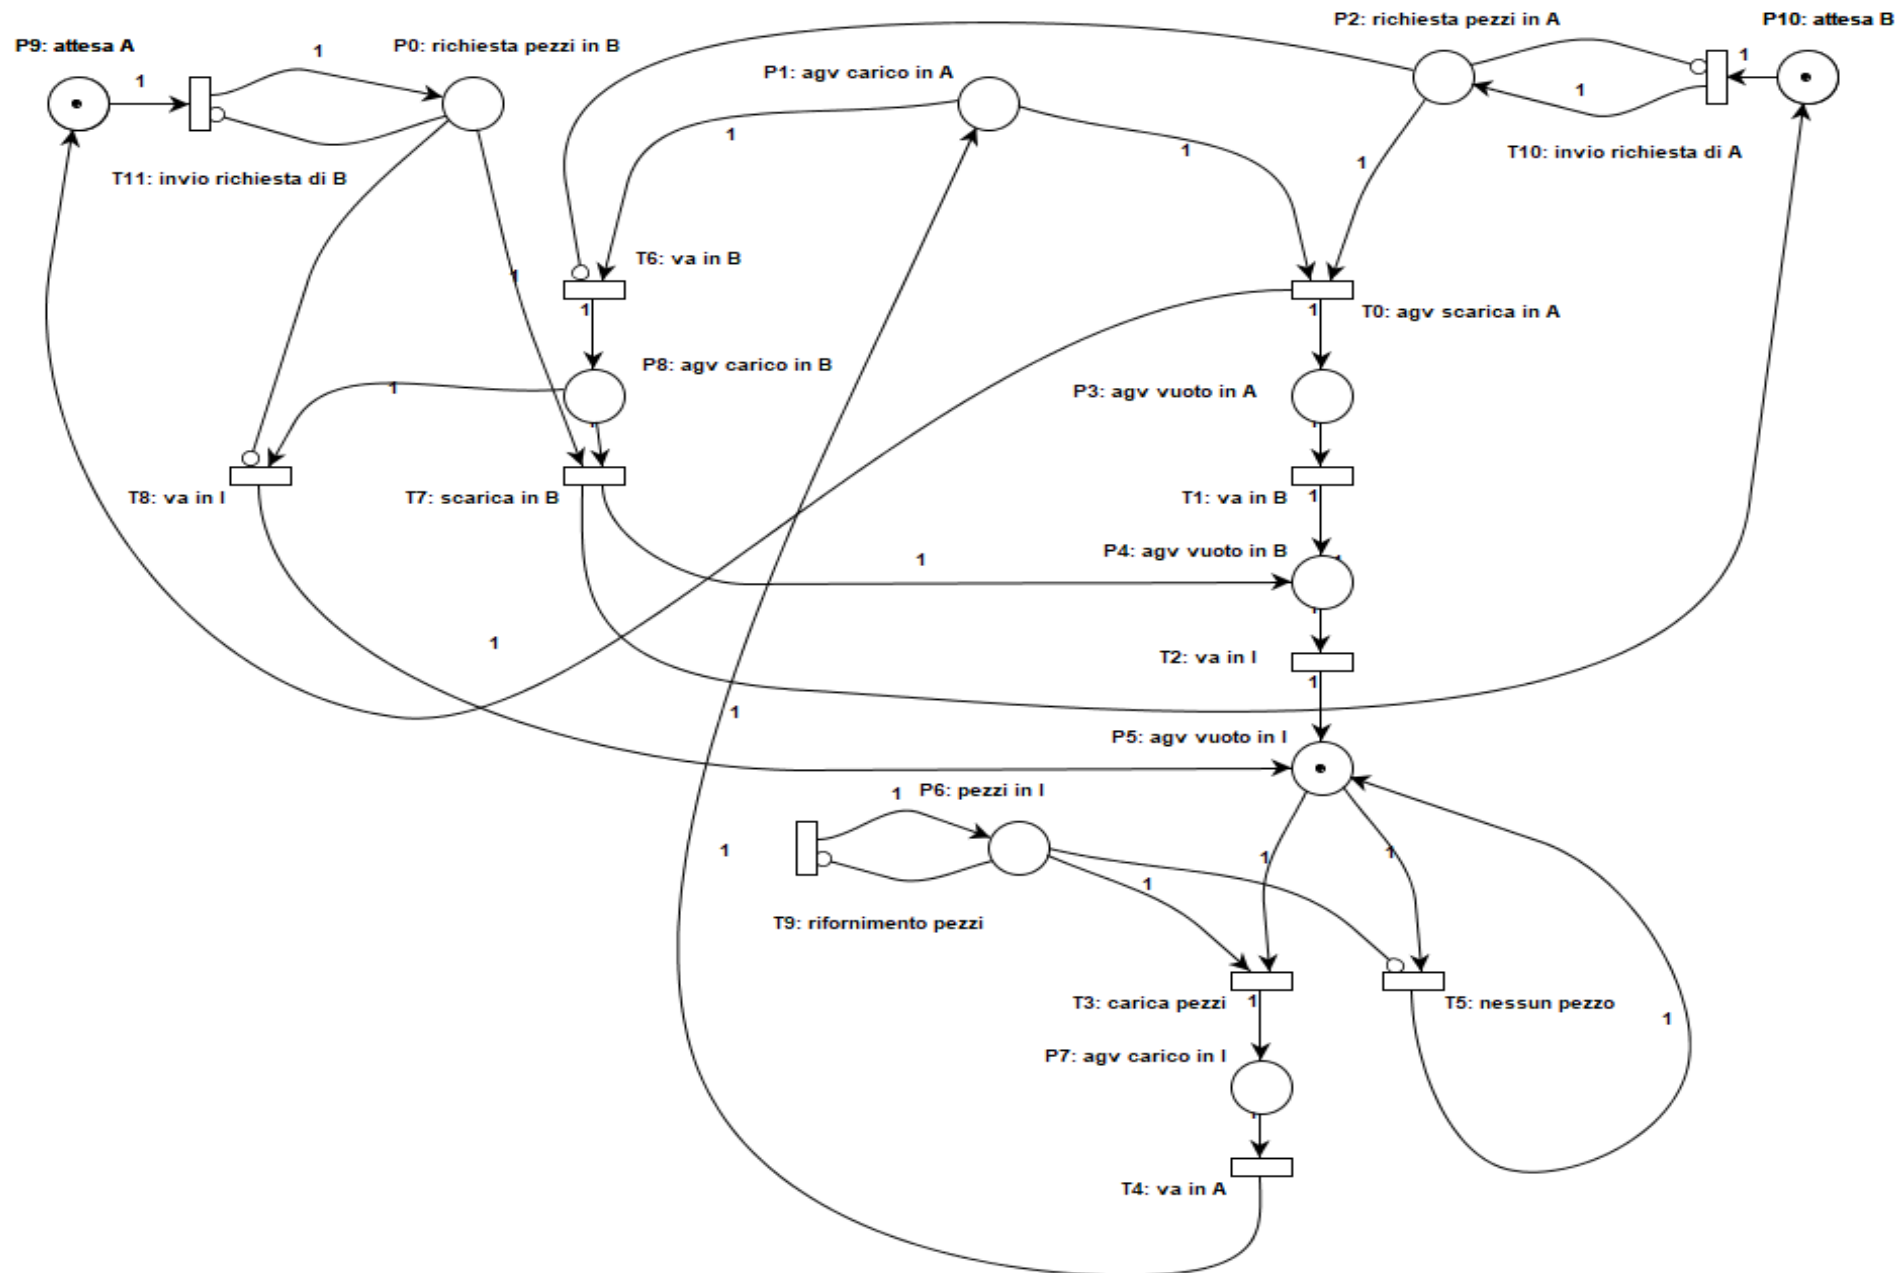 P2: richiesta pezzi in A
P10: attesa B
P9: attesa A
1
P0: richiesta pezzi in B
1
P1: agv carico in A
1
1
1
T11: invio richiesta di B
1
1
1
T10: invio richiesta di A
1
T6: va in B
1
1
T0: agv scarica in A
1
P8: agv carico in B
1
P3: agv vuoto in A
T8: va in I
T7: scarica in B
T1: va in B
1
1
P4: agv vuoto in B
1
T2: va in I
1
1
P5: agv vuoto in I
1
P6: pezzi in I
1
1
1
1
T9: rifornimento pezzi
T3: carica pezzi
1
T5: nessun pezzo
1
P7: agv carico in I
T4: va in A